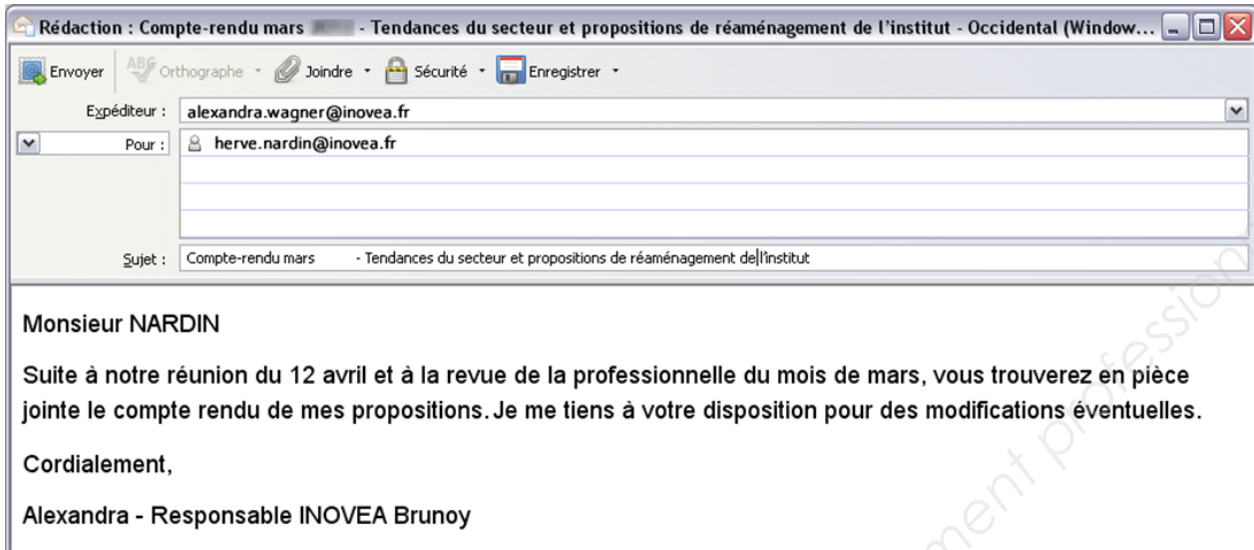 Rédaction : Compte-rendu mars - Tendances du secteur et propositions de réaménagement de l'institut - Occidental (Window...
Envoyer Orthographe Joindre Sécurité Enregistrer
Expéditeur : alexandra.wagner@inovea.fr
Pour : herve.nardin@inovea.fr
Sujet : Compte-rendu mars - Tendances du secteur et propositions de réaménagement de l'institut
Monsieur NARDIN
Suite à notre réunion du 12 avril et à la revue de la professionnelle du mois de mars, vous trouverez en pièce
jointe le compte rendu de mes propositions. Je me tiens à votre disposition pour des modifications éventuelles.
Cordialement,
Alexandra - Responsable INOVEA Brunoy